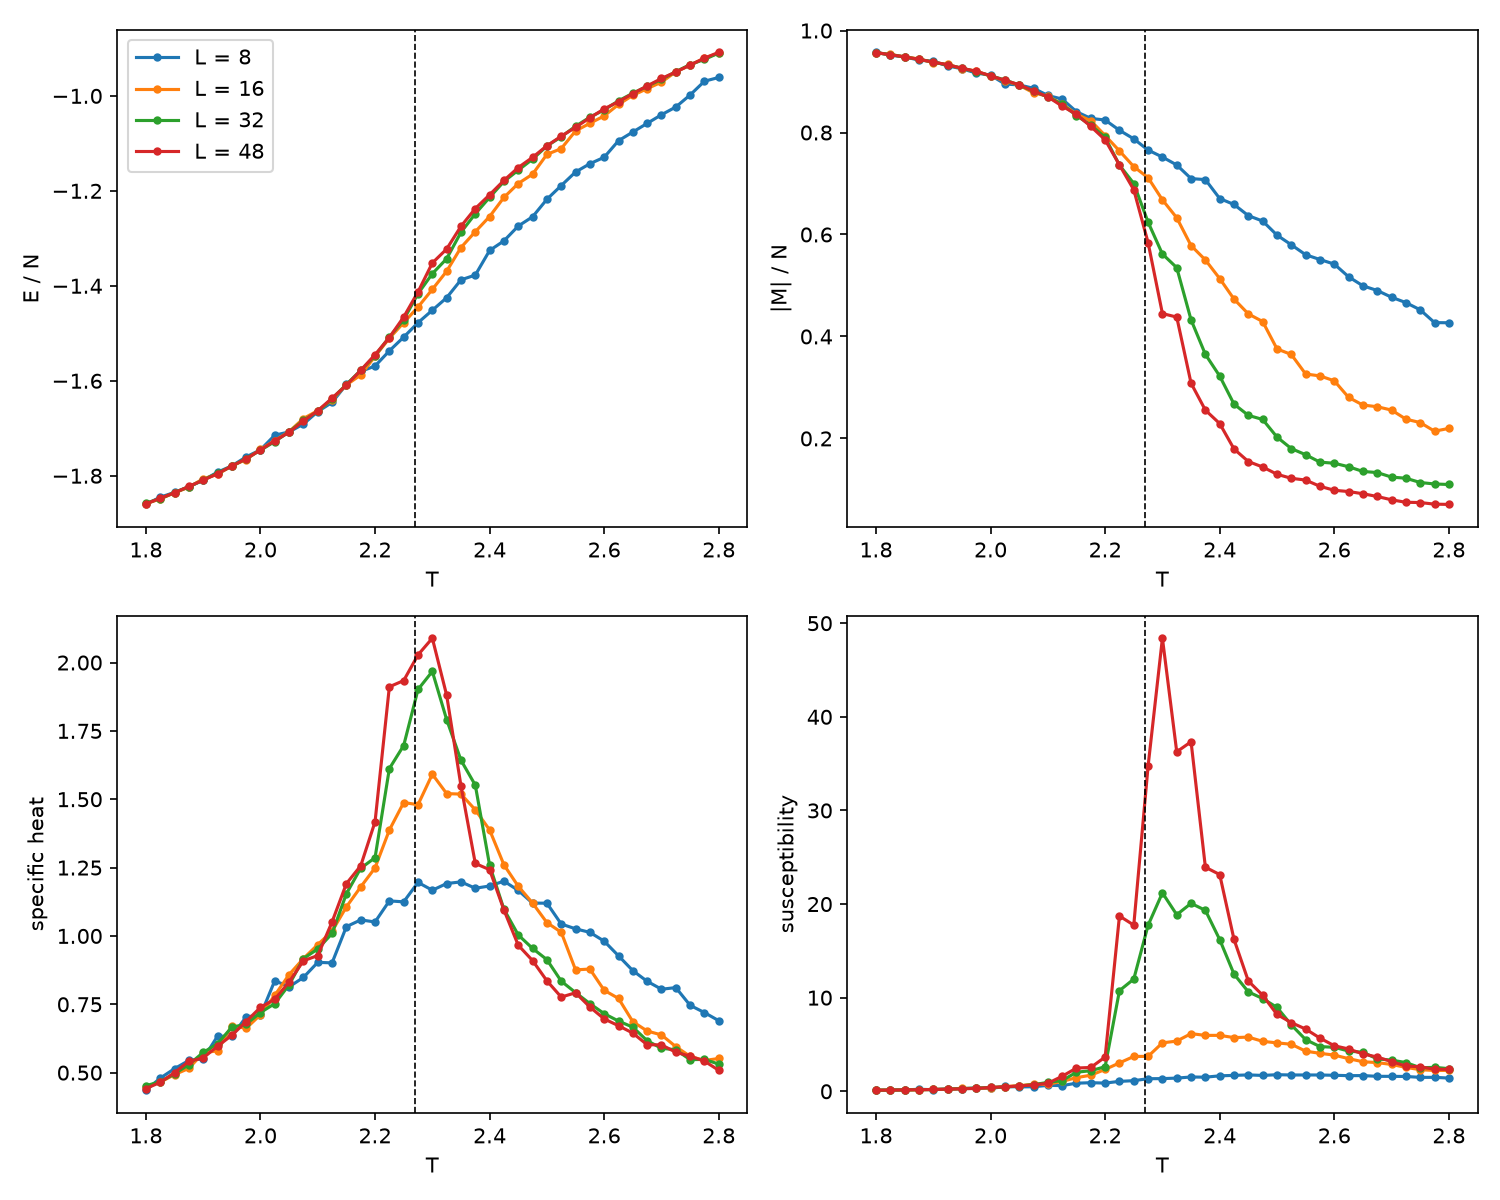 L = 8
L = 16
L = 32
L = 48
−1.0
−1.2
−1.4
−1.6
−1.8
E / N
1.8 2.0 2.2 2.4 2.6 2.8
T
1.0
0.8
0.6
0.4
0.2
|M| / N
1.8 2.0 2.2 2.4 2.6 2.8
T
2.00
1.75
1.50
1.25
1.00
0.75
0.50
specific heat
1.8 2.0 2.2 2.4 2.6 2.8
T
50
40
30
20
10
0
susceptibility
1.8 2.0 2.2 2.4 2.6 2.8
T